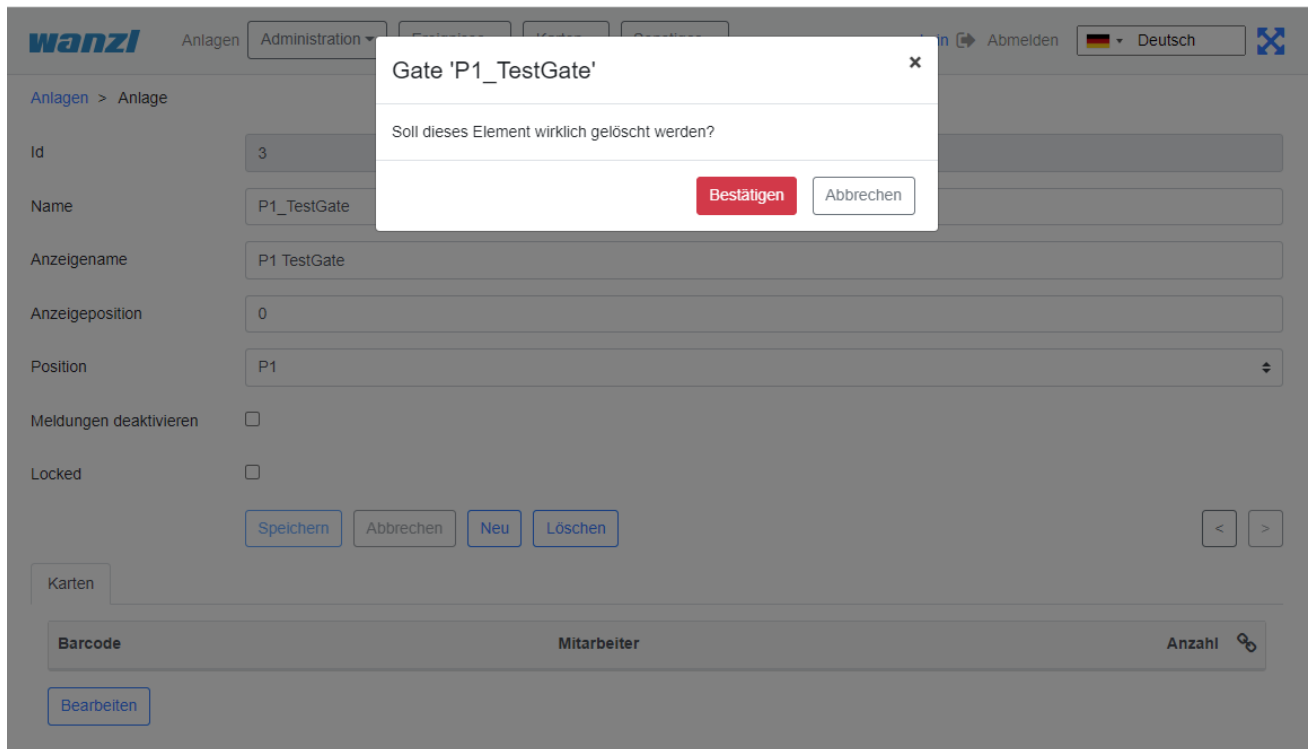 wanzl
Anlagen
Administration
Abmelden
Deutsch
Gate 'P1_TestGate'
×
Soll dieses Element wirklich gelöscht werden?
Bestätigen
Abbrechen
Anlagen > Anlage
Id
3
Name
P1_TestGate
Anzeigename
P1 TestGate
Anzeigeposition
0
Position
P1
Meldungen deaktivieren
Locked
Speichern
Abbrechen
Neu
Löschen
<
>
Karten
Barcode
Mitarbeiter
Anzahl
Bearbeiten